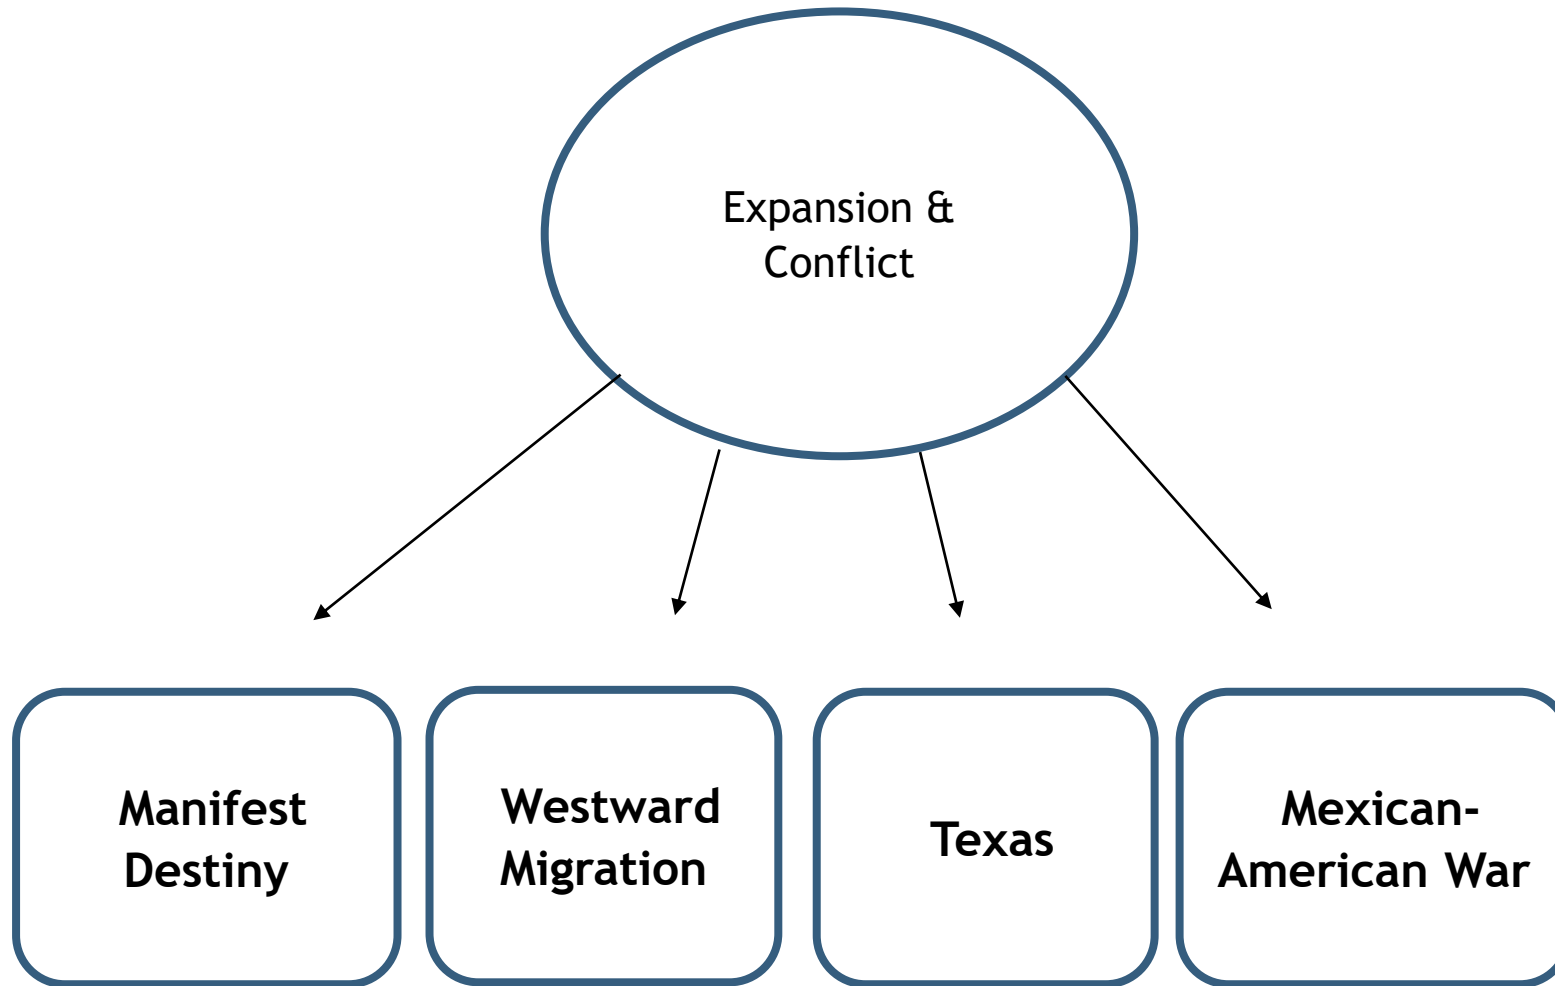 Expansion &
Conflict
Manifest
Destiny
Westward
Migration
Texas
Mexican-
American War